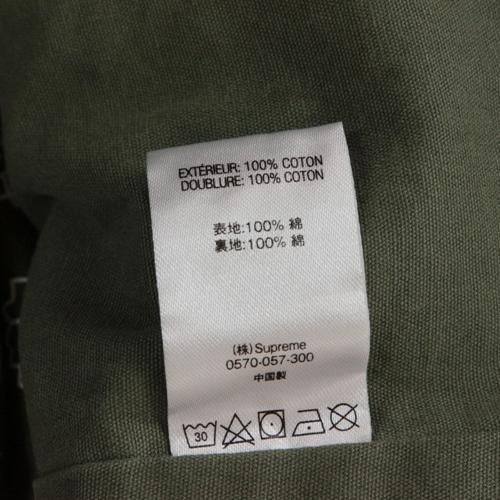 EXTÉRIEUR: 100% COTON
DOUBLURE: 100% COTON
表地:100% 綿
裏地:100% 綿
(株)Supreme
0570-057-300
中国製
30